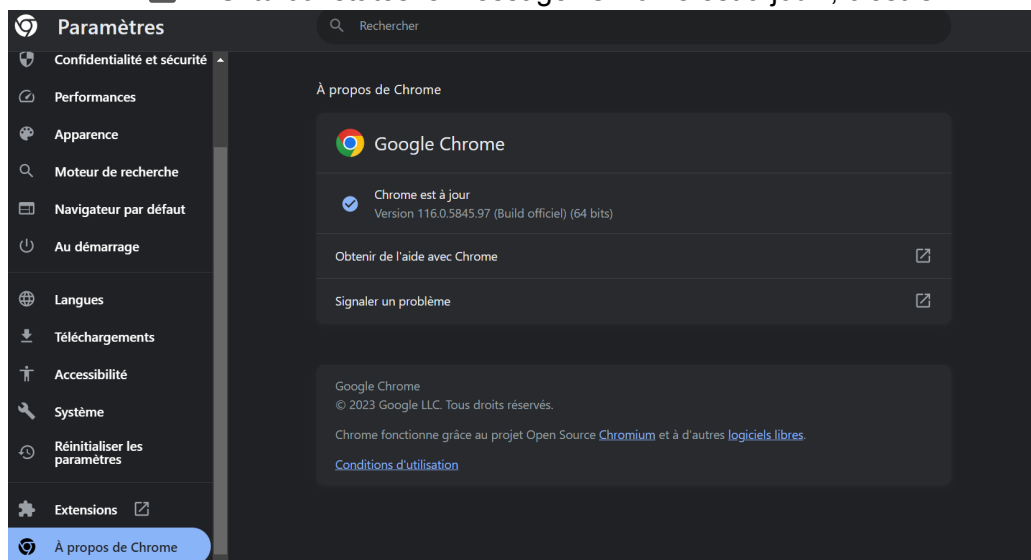 Paramètres
Rechercher
Confidentialité et sécurité
Performances
Apparence
Moteur de recherche
Navigateur par défaut
Au démarrage
Langues
Téléchargements
Accessibilité
Système
Réinitialiser les
paramètres
Extensions
À propos de Chrome
À propos de Chrome
Google Chrome
Chrome est à jour
Version 116.0.5845.97 (Build officiel) (64 bits)
Obtenir de l'aide avec Chrome
Signaler un problème
Google Chrome
© 2023 Google LLC. Tous droits réservés.
Chrome fonctionne grâce au projet Open Source Chromium et à d'autres logiciels libres.
Conditions d'utilisation